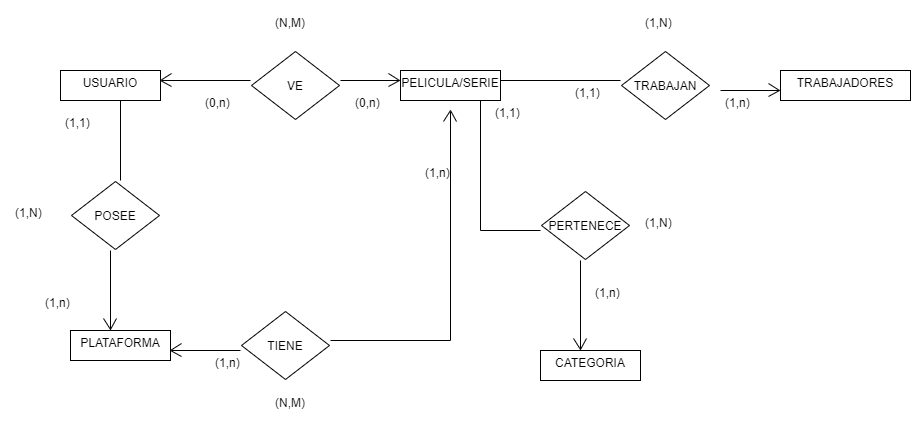 (N,M)
(1,N)
USUARIO
VE
PELICULA/SERIE
TRABAJAN
TRABAJADORES
(0,n)
(0,n)
(1,1)
(1,n)
(1,1)
(1,1)
(1,n)
(1,N)
POSEE
PERTENECE
(1,N)
(1,n)
(1,n)
PLATAFORMA
TIENE
(1,n)
CATEGORIA
(N,M)